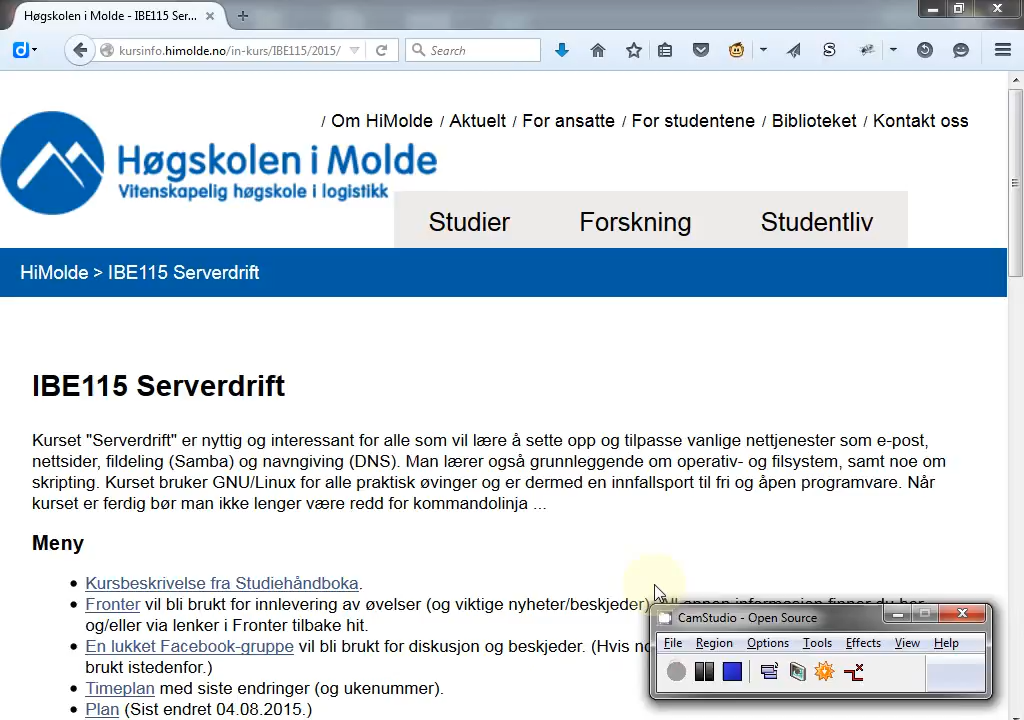 Høgskolen i Molde - IBE115 Ser...
kursinfo.himolde.no/in-kurs/IBE115/2015/
Search
/ Om HiMolde / Aktuelt / For ansatte / For studentene / Biblioteket / Kontakt oss
Høgskolen i Molde
Vitenskapelig høgskole i logistikk
Studier Forskning Studentliv
HiMolde > IBE115 Serverdrift
IBE115 Serverdrift
Kurset "Serverdrift" er nyttig og interessant for alle som vil lære å sette opp og tilpasse vanlige nettjenester som e-post,
nettsider, fildeling (Samba) og navngiving (DNS). Man lærer også grunnleggende om operativ- og filsystem, samt noe om
skripting. Kurset bruker GNU/Linux for alle praktisk øvinger og er dermed en innfallsport til fri og åpen programvare. Når
kurset er ferdig bør man ikke lenger være redd for kommandolinja ...
Meny
• Kursbeskrivelse fra Studiehåndboka.
• Fronter vil bli brukt for innlevering av øvelser (og viktige nyheter/beskjeder)
og/eller via lenker i Fronter tilbake hit.
• En lukket Facebook-gruppe vil bli brukt for diskusjon og beskjeder. (Hvis
brukt istedenfor.)
• Timeplan med siste endringer (og ukenummer).
• Plan (Sist endret 04.08.2015.)
CamStudio - Open Source
File Region Options Tools Effects View Help